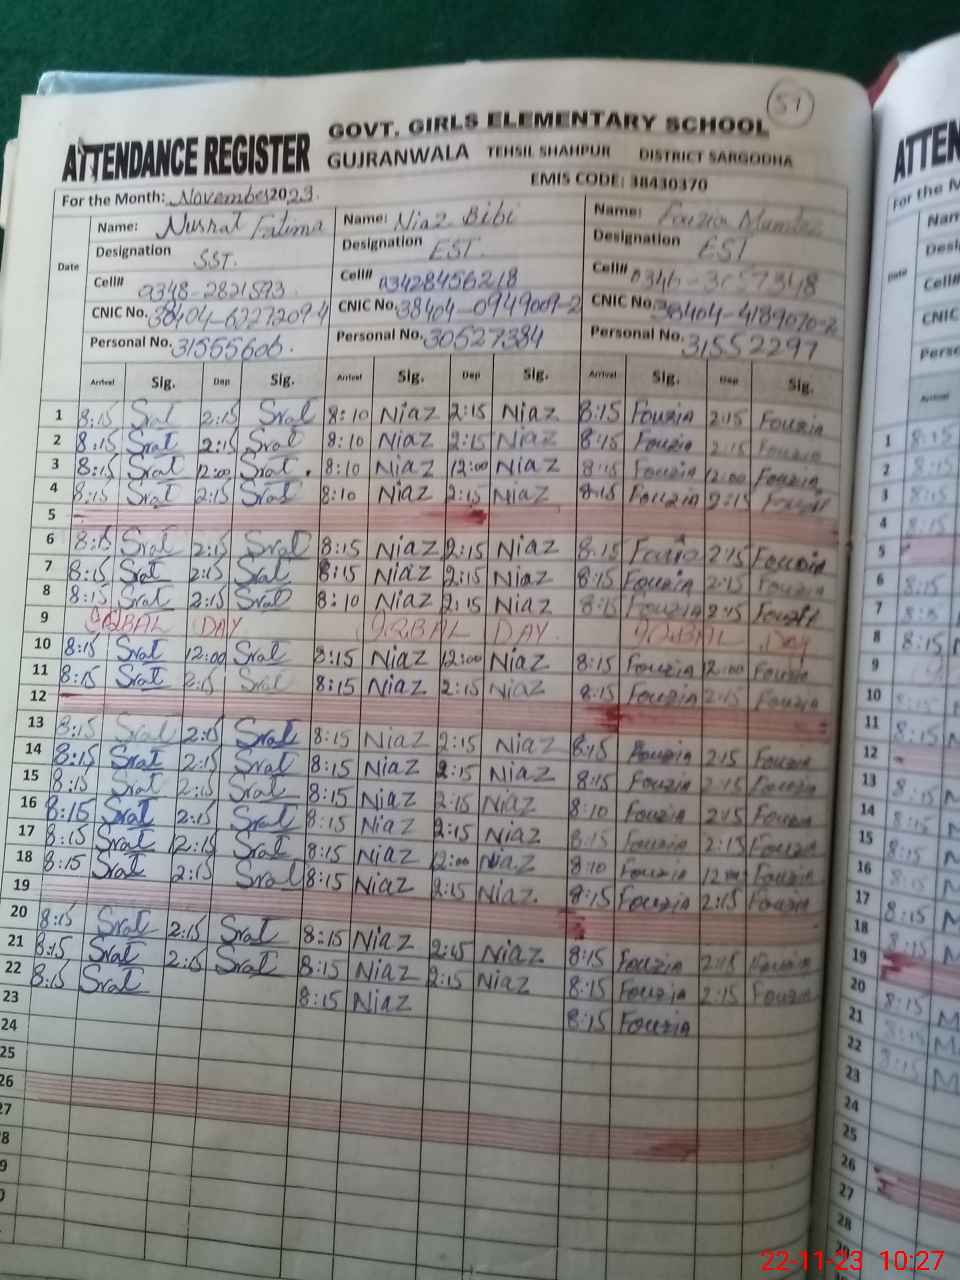 51
ATTENDANCE REGISTER GOVT. GIRLS ELEMENTARY SCHOOL
GUJRANWALA TEHSIL SHAHPUR DISTRICT SARGODHA
EMIS CODE: 38430370
For the Month: November 2023.
Date Name: Nusrat Fatima Name: Niaz Bibi Name: Fouzia Mumtaz
Designation SST. Designation EST. Designation EST
Cell# 0348-2821593 Cell# 03428456218 Cell# 0346-3657348
CNIC No. 38404-6327209-4 CNIC No. 38404-0949009-2 CNIC No. 38404-4189070-2
Personal No. 31555606. Personal No. 30527384 Personal No. 31552297
Arrival Sig. Dep Sig. Arrival Sig. Dep Sig. Arrival Sig. Dep Sig.
1 8:15 Srat 2:15 Srat 8:10 Niaz 2:15 Niaz 8:15 Fouzia 2:15 Fouzia
2 8:15 Srat 2:15 Srat 8:10 Niaz 2:15 Niaz 8:15 Fouzia 2:15 Fouzia
3 8:15 Srat 12:00 Srat. 8:10 Niaz 12:00 Niaz 8:15 Fouzia 12:00 Fouzia
4 8:15 Srat 2:15 Srat 8:10 Niaz 2:15 Niaz 8:15 Fouzia 2:15 Fouzia
5
6 8:15 Srat 2:15 Srat 8:15 Niaz 2:15 Niaz 8:15 Fouzia 2:15 Fouzia
7 8:15 Srat 2:15 Srat 8:15 Niaz 2:15 Niaz 8:15 Fouzia 2:15 Fouzia
8 8:15 Srat 2:15 Srat 8:10 Niaz 2:15 Niaz 8:15 Fouzia 2:15 Fouzia
9 IQBAL DAY IQBAL DAY IQBAL Day
10 8:15 Srat 12:00 Srat 8:15 Niaz 12:00 Niaz 8:15 Fouzia 12:00 Fouzia
11 8:15 Srat 2:15 Srat 8:15 Niaz 2:15 Niaz 8:15 Fouzia 2:15 Fouzia
12
13 8:15 Srat 2:15 Srat 8:15 Niaz 2:15 Niaz 8:15 Fouzia 2:15 Fouzia
14 8:15 Srat 2:15 Srat 8:15 Niaz 2:15 Niaz 8:15 Fouzia 2:15 Fouzia
15 8:15 Srat 2:15 Srat 8:15 Niaz 2:15 Niaz 8:10 Fouzia 2:15 Fouzia
16 8:15 Srat 2:15 Srat 8:15 Niaz 2:15 Niaz 8:15 Fouzia 2:15 Fouzia
17 8:15 Srat 2:15 Srat 8:15 Niaz 12:00 Niaz 8:10 Fouzia 12:00 Fouzia
18 8:15 Srat 2:15 Srat 8:15 Niaz 2:15 Niaz. 8:15 Fouzia 2:15 Fouzia
19
20 8:15 Srat 2:15 Srat 8:15 Niaz 2:15 Niaz 8:15 Fouzia 2:15 Fouzia
21 8:15 Srat 2:15 Srat 8:15 Niaz 2:15 Niaz 8:15 Fouzia 2:15 Fouzia
22 8:15 Srat 8:15 Niaz 8:15 Fouzia
23
24
25
26
27
28
22-11-23 10:27